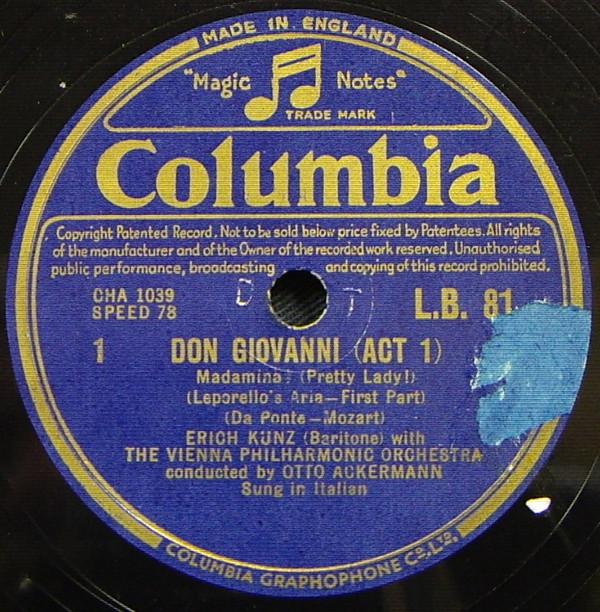 MADE IN ENGLAND
"Magic Notes"
TRADE MARK
Columbia
Copyright Patented Record. Not to be sold below price fixed by Patentees. All rights
of the manufacturer and of the Owner of the recorded work reserved. Unauthorised
public performance, broadcasting and copying of this record prohibited.
CHA 1039 L.B. 81
SPEED 78
1 DON GIOVANNI (ACT 1)
Madamina: (Pretty Lady!)
(Leporello's Aria—First Part)
(Da Ponte—Mozart)
ERICH KUNZ (Baritone) with
THE VIENNA PHILHARMONIC ORCHESTRA
conducted by OTTO ACKERMANN
Sung in Italian
COLUMBIA GRAPHOPHONE Co., LTD.